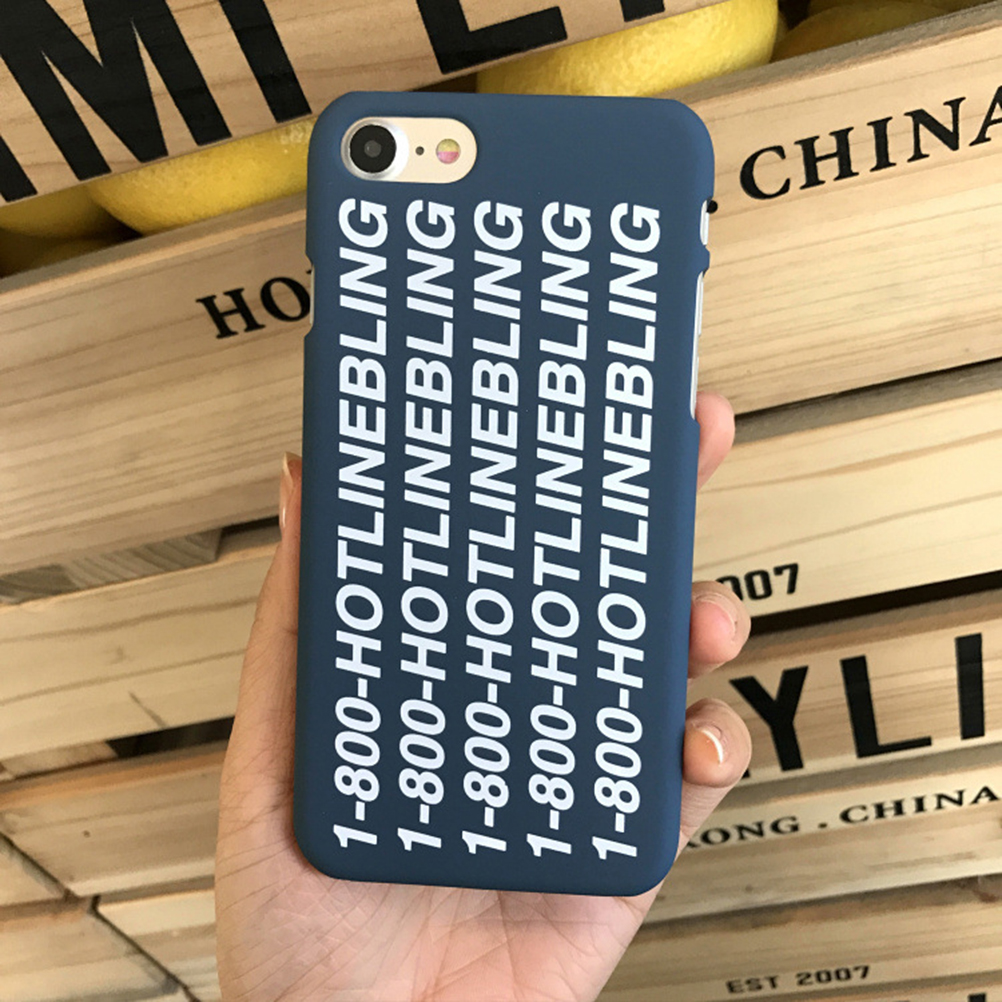 . CHINA
HO
1-800-HOTLINEBLING
1-800-HOTLINEBLING
1-800-HOTLINEBLING
1-800-HOTLINEBLING
1-800-HOTLINEBLING
007
YLI
KONG . CHINA
EST 2007